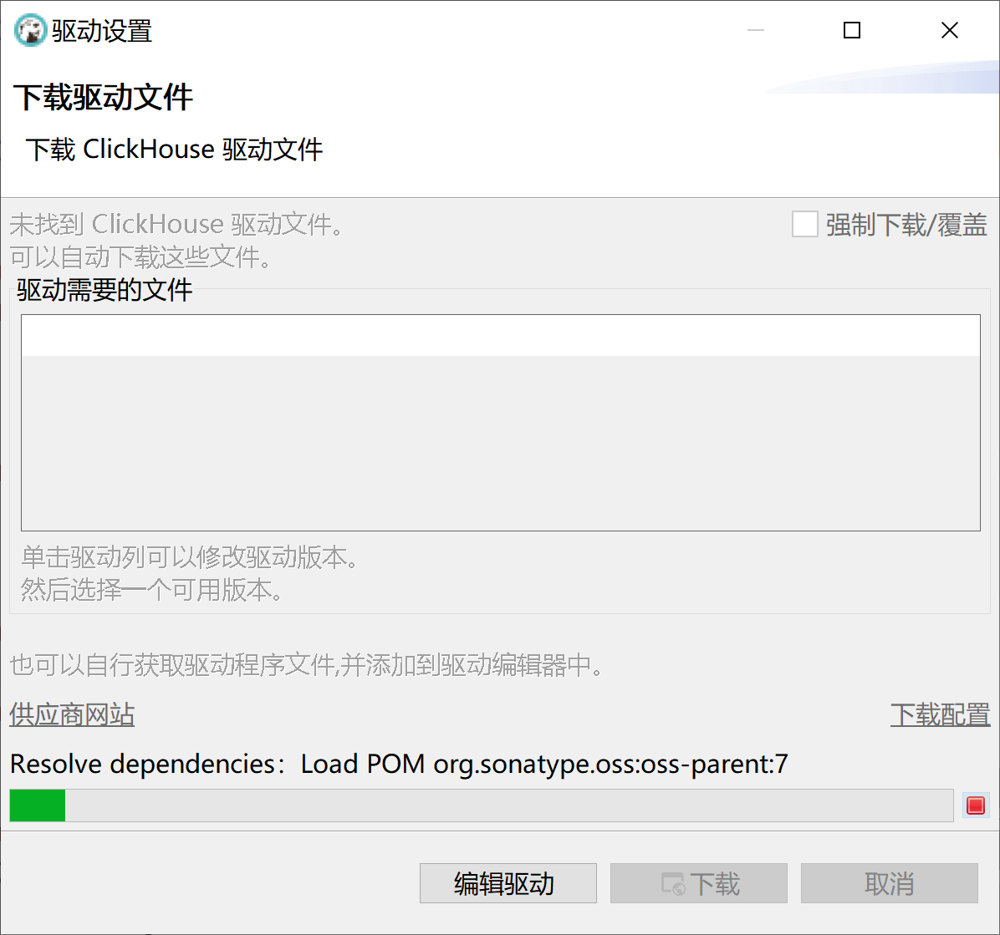 驱动设置
下载驱动文件
下载 ClickHouse 驱动文件
未找到 ClickHouse 驱动文件。
强制下载/覆盖
可以自动下载这些文件。
驱动需要的文件
单击驱动列可以修改驱动版本。
然后选择一个可用版本。
也可以自行获取驱动程序文件,并添加到驱动编辑器中。
供应商网站
下载配置
Resolve dependencies：Load POM org.sonatype.oss:oss-parent:7
编辑驱动
下载
取消